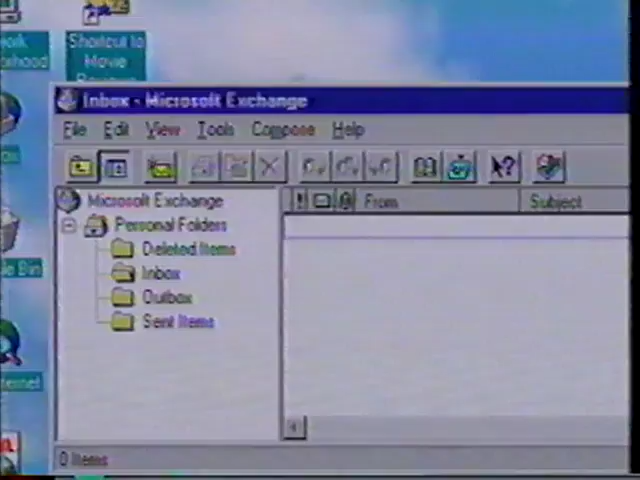 Shortcut to
Movie
Inbox - Microsoft Exchange
File Edit View Tools Compose Help
Microsoft Exchange
From
Subject
Personal Folders
Deleted Items
Inbox
Outbox
Sent Items
0 Items